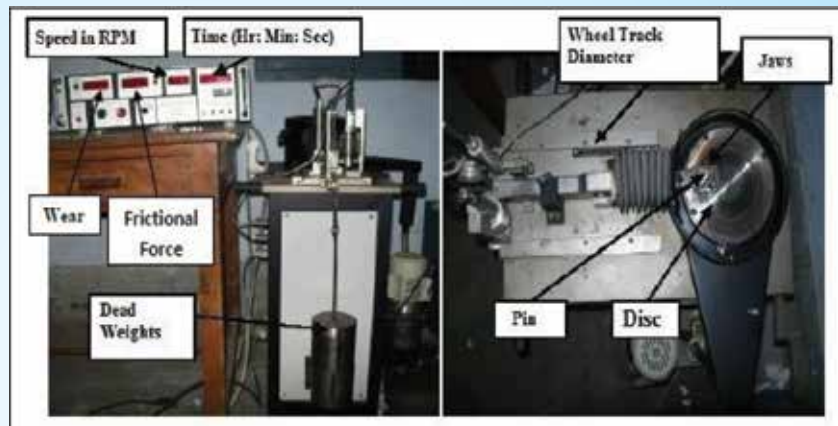 Speed in RPM
Time (Hr: Min: Sec)
Wear
Frictional
Force
Dead
Weights
Wheel Track
Diameter
Jaws
Pin
Disc